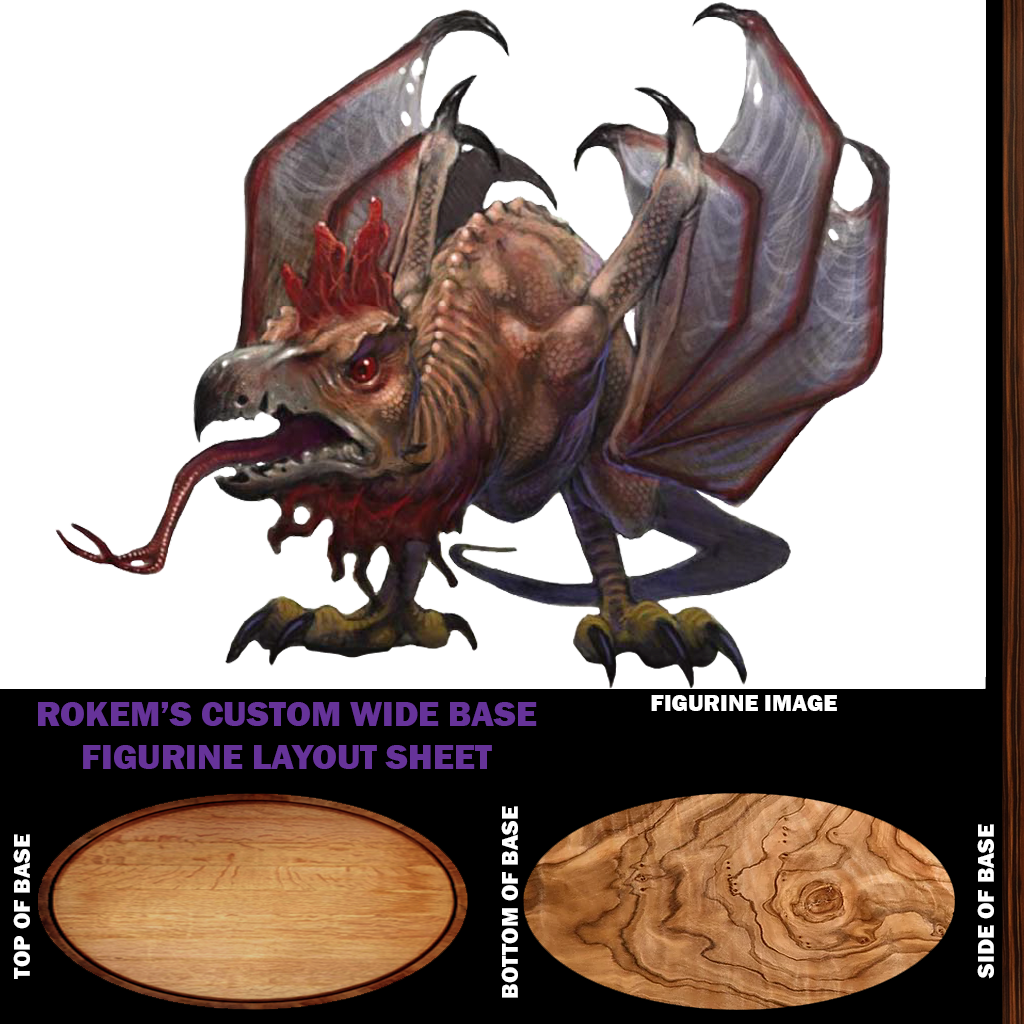 FIGURINE IMAGE
ROKEM’S CUSTOM WIDE BASE
FIGURINE LAYOUT SHEET
TOP OF BASE
BOTTOM OF BASE
SIDE OF BASE